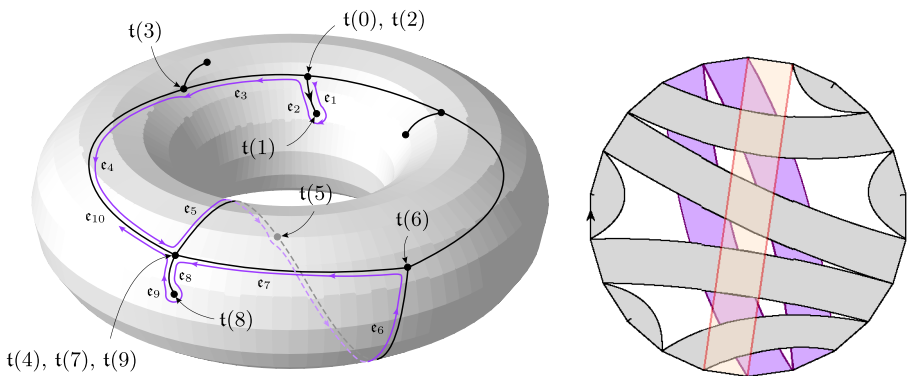 𝔱(0), 𝔱(2)
𝔱(3)
𝔢₃
𝔢₂
𝔢₁
𝔱(1)
𝔢₄
𝔱(5)
𝔢₅
𝔢₁₀
𝔱(6)
𝔢₈
𝔢₇
𝔢₉
𝔱(8)
𝔢₆
𝔱(4), 𝔱(7), 𝔱(9)